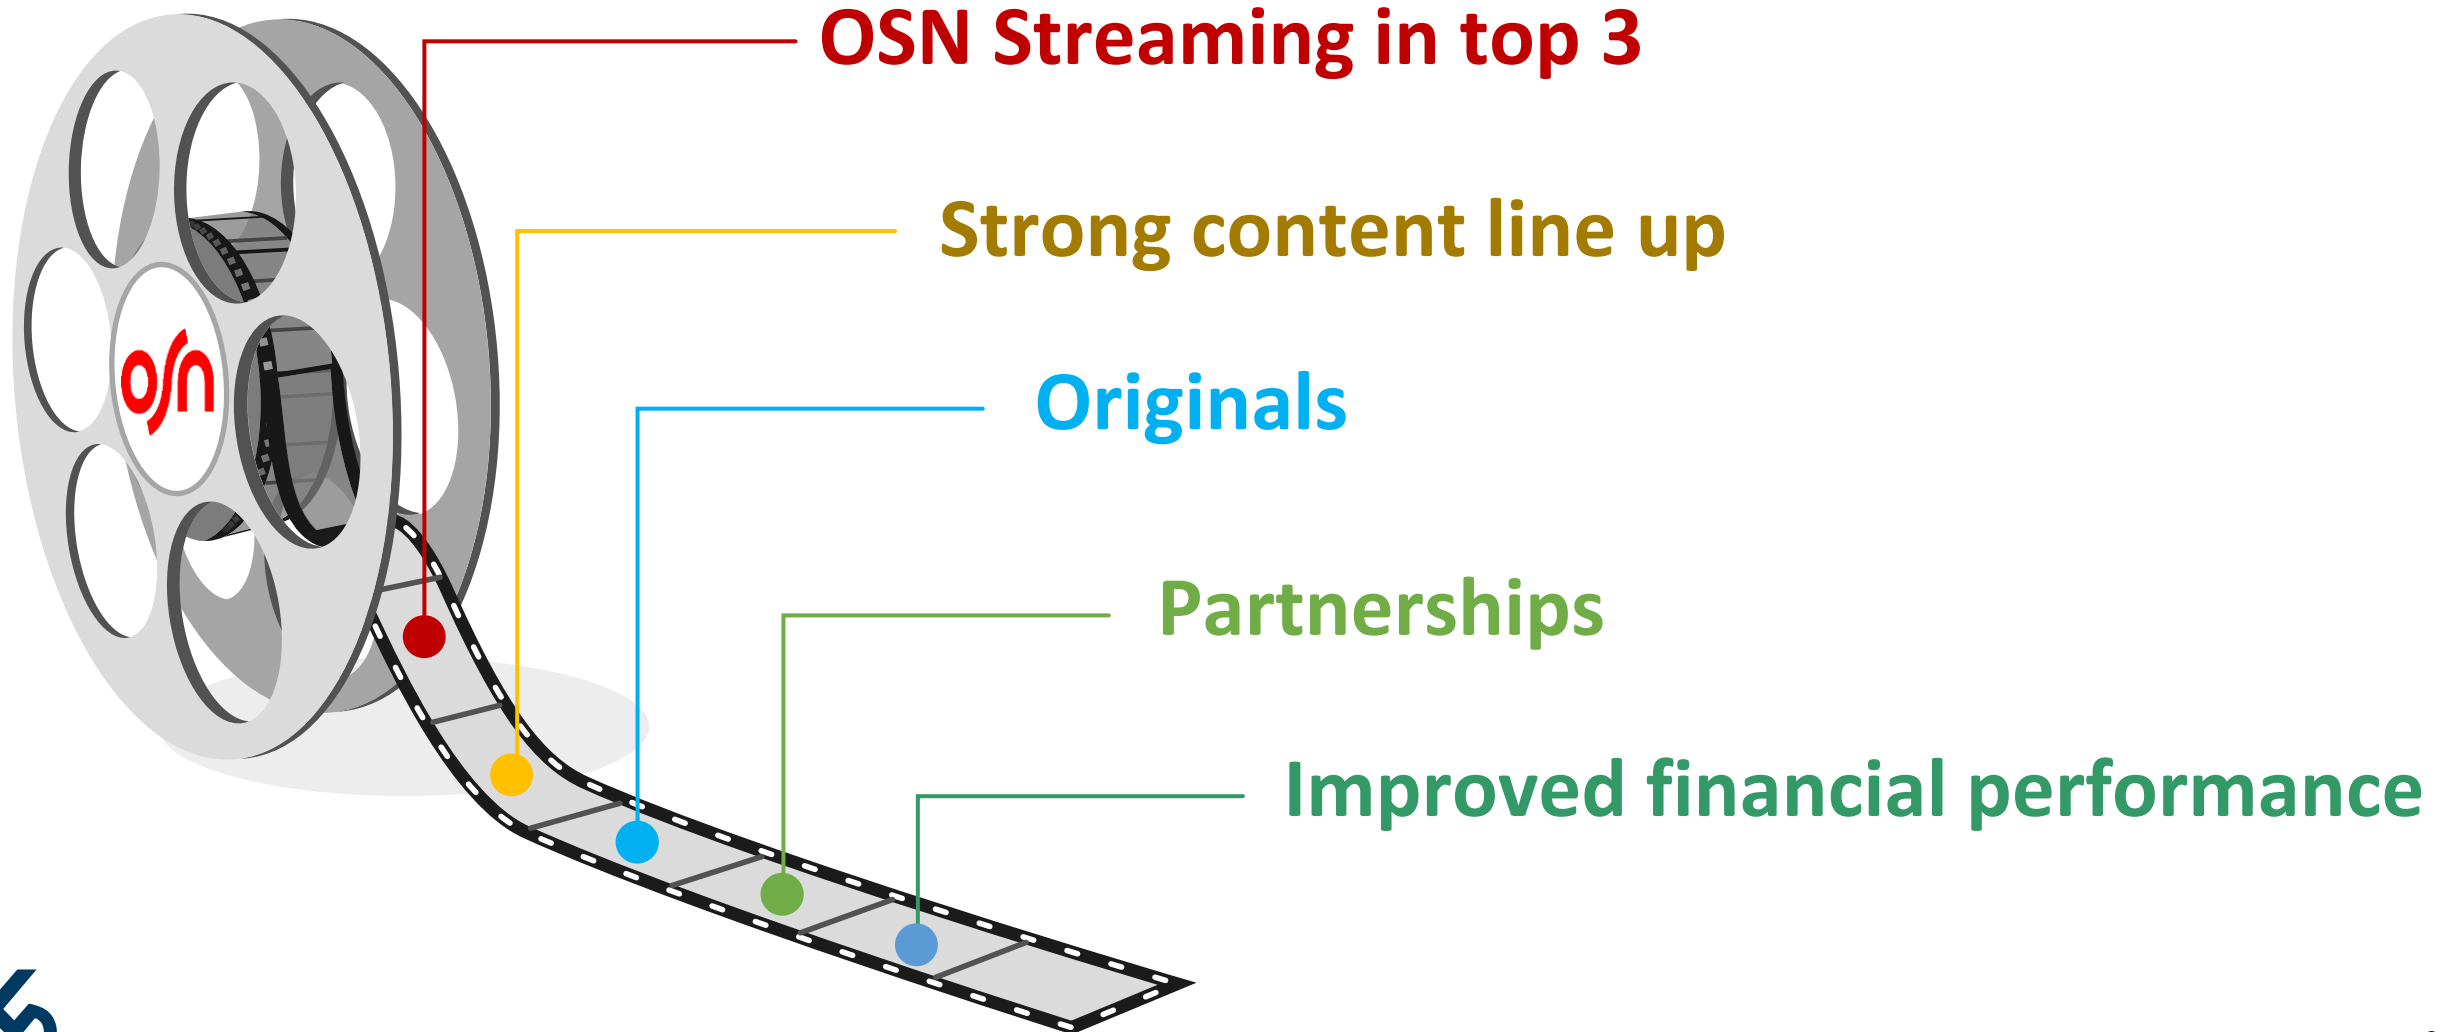 OSN Streaming in top 3
Strong content line up
Originals
osn
Partnerships
Improved financial performance